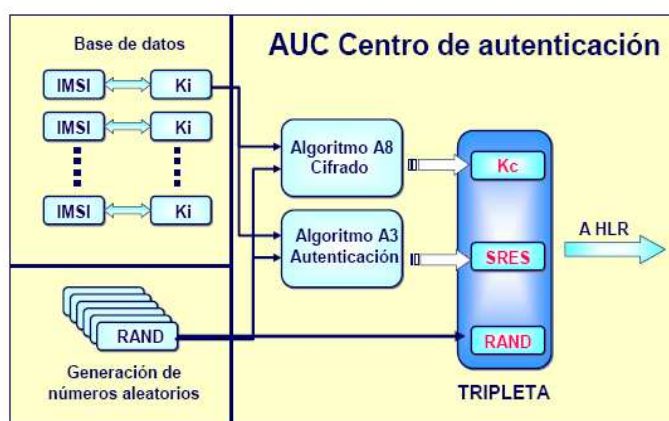 Base de datos
IMSI Ki
IMSI Ki
IMSI Ki
RAND
Generación de
números aleatorios
AUC Centro de autenticación
Algoritmo A8
Cifrado
Algoritmo A3
Autenticación
Kc
SRES
RAND
TRIPLETA
A HLR